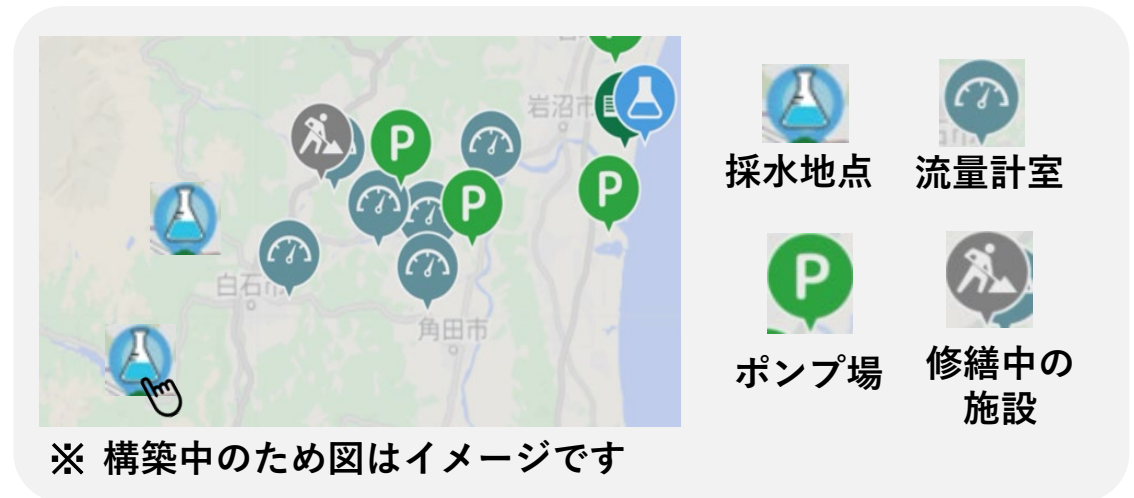 岩沼市
P
P
P
白石市
角田市
※ 構築中のため図はイメージです
採水地点
流量計室
P
ポンプ場
修繕中の
施設